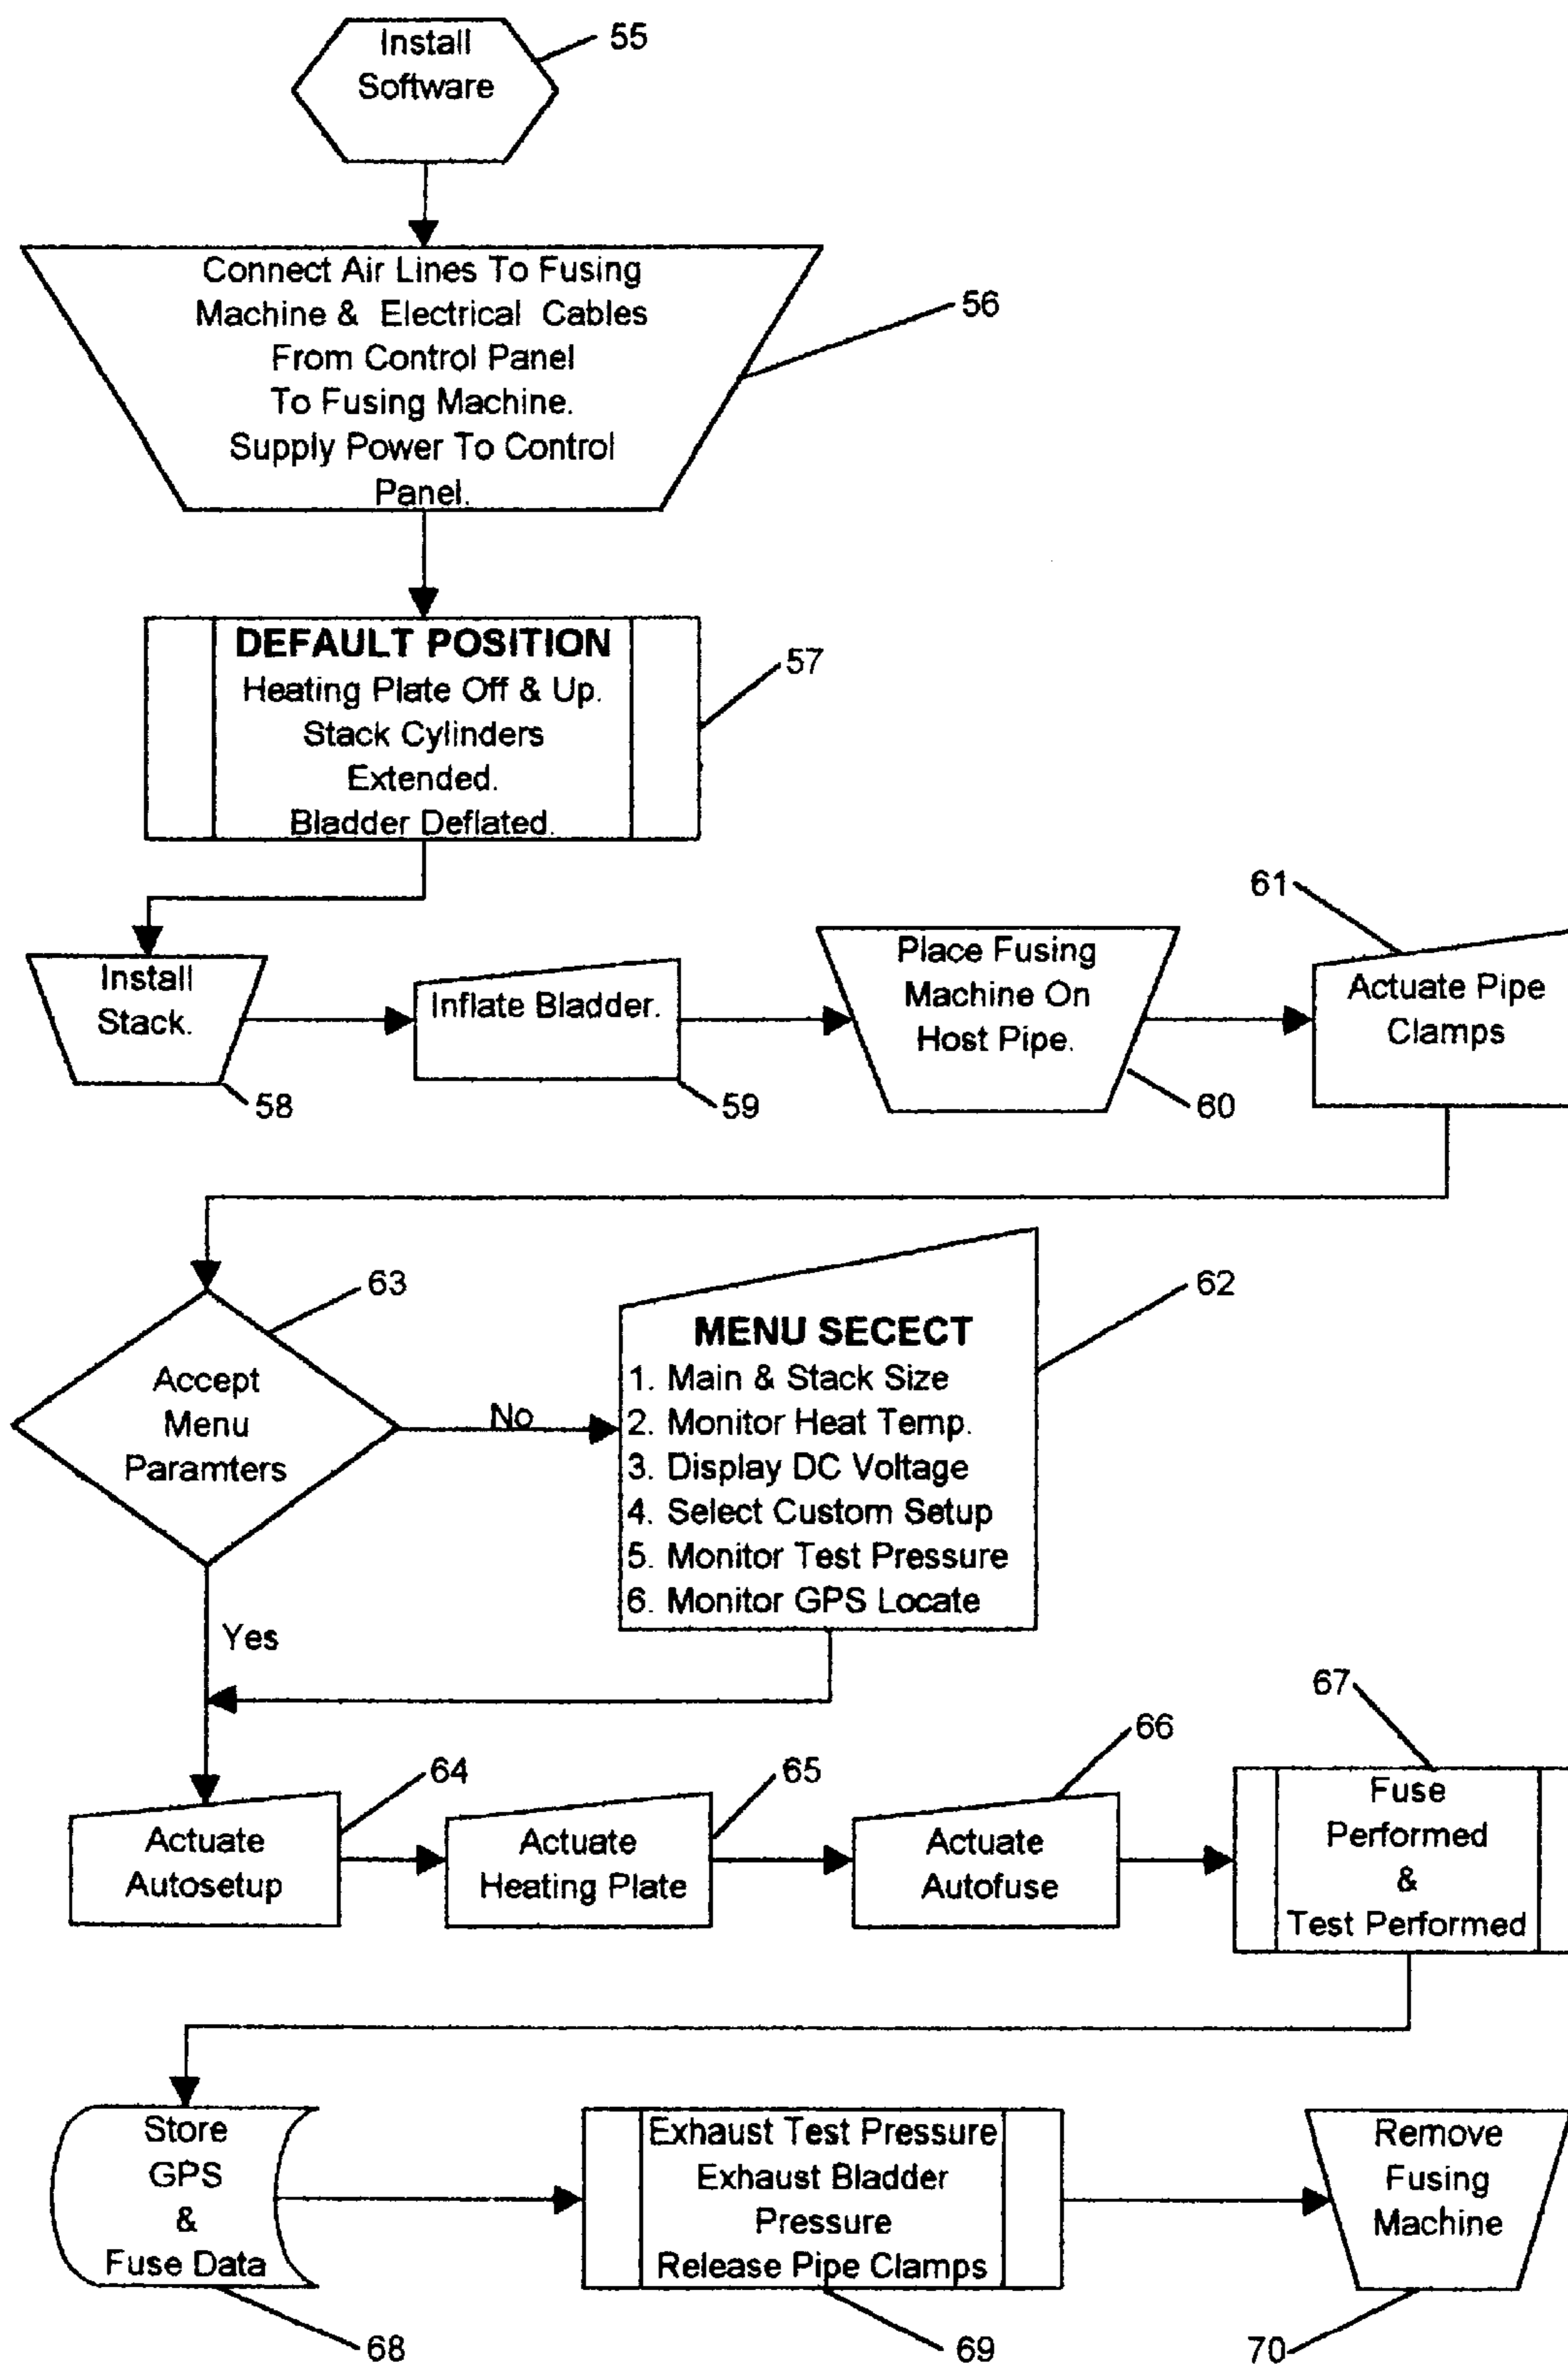 Install
Software
55
Connect Air Lines To Fusing
Machine & Electrical Cables
From Control Panel
To Fusing Machine.
Supply Power To Control
Panel.
56
DEFAULT POSITION
Heating Plate Off & Up.
Stack Cylinders
Extended.
Bladder Deflated.
57
Install
Stack.
58
Inflate Bladder.
59
Place Fusing
Machine On
Host Pipe.
60
61
Actuate Pipe
Clamps
63
Accept
Menu
Paramters
No
Yes
62
MENU SECECT
1. Main & Stack Size
2. Monitor Heat Temp.
3. Display DC Voltage
4. Select Custom Setup
5. Monitor Test Pressure
6. Monitor GPS Locate
64
Actuate
Autosetup
65
Actuate
Heating Plate
66
Actuate
Autofuse
67
Fuse
Performed
&
Test Performed
Store
GPS
&
Fuse Data
68
Exhaust Test Pressure
Exhaust Bladder
Pressure
Release Pipe Clamps
69
Remove
Fusing
Machine
70